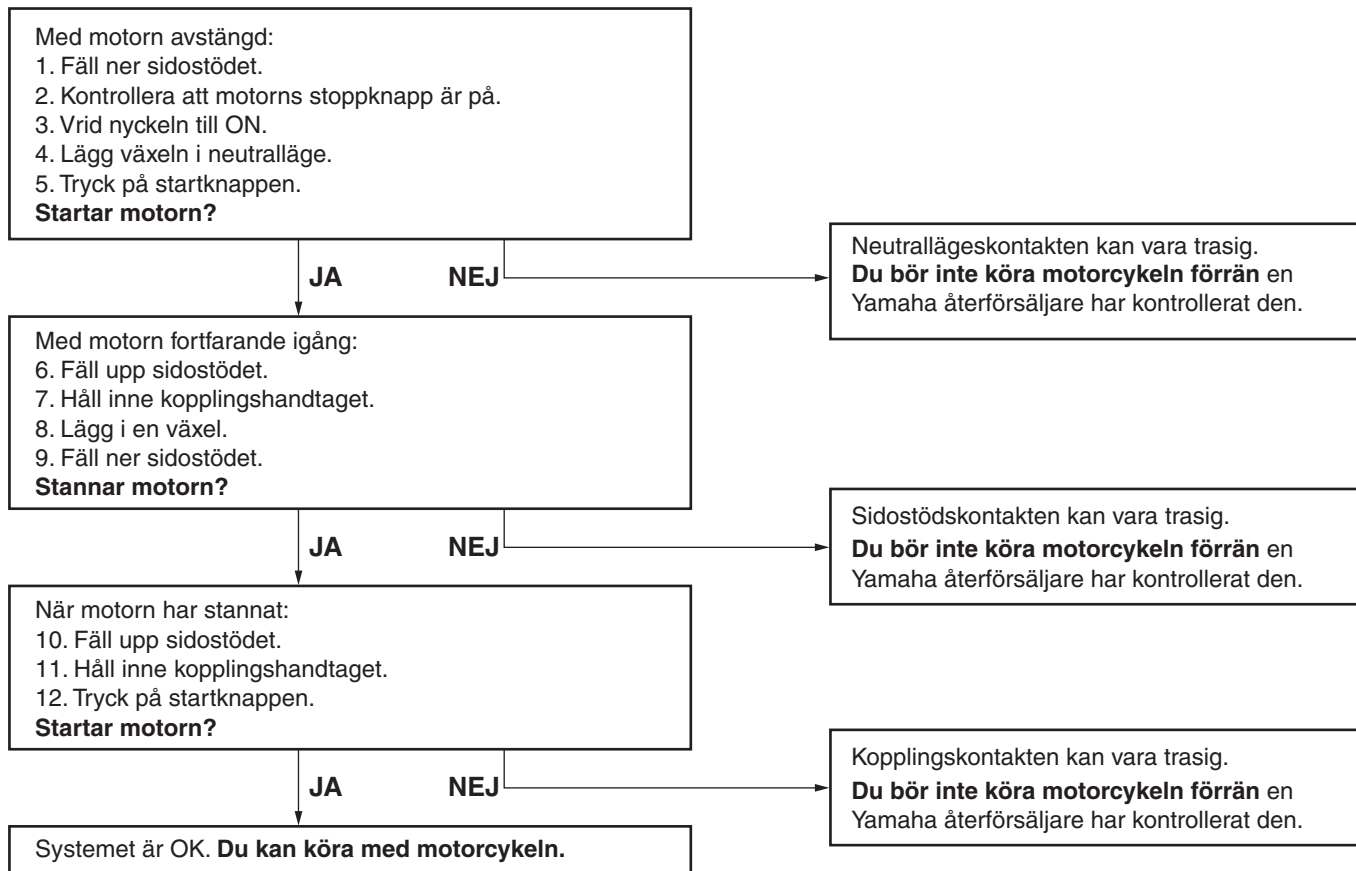 Med motorn avstängd:
1. Fäll ner sidostödet.
2. Kontrollera att motorns stoppknapp är på.
3. Vrid nyckeln till ON.
4. Lägg växeln i neutralläge.
5. Tryck på startknappen.
Startar motorn?
JA
NEJ
Neutrallägeskontakten kan vara trasig.
Du bör inte köra motorcykeln förrän en
Yamaha återförsäljare har kontrollerat den.
Med motorn fortfarande igång:
6. Fäll upp sidostödet.
7. Håll inne kopplingshandtaget.
8. Lägg i en växel.
9. Fäll ner sidostödet.
Stannar motorn?
JA
NEJ
Sidostödskontakten kan vara trasig.
Du bör inte köra motorcykeln förrän en
Yamaha återförsäljare har kontrollerat den.
När motorn har stannat:
10. Fäll upp sidostödet.
11. Håll inne kopplingshandtaget.
12. Tryck på startknappen.
Startar motorn?
JA
NEJ
Kopplingskontakten kan vara trasig.
Du bör inte köra motorcykeln förrän en
Yamaha återförsäljare har kontrollerat den.
Systemet är OK. Du kan köra med motorcykeln.